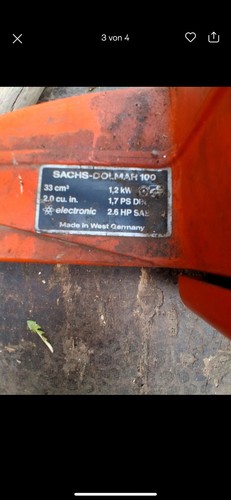 3 von 4
SACHS-DOLMAR 100
33 cm³ 1,2 kW
2.0 cu. in. 1,7 PS DIN
electronic 2.6 HP SAE
Made in West Germany